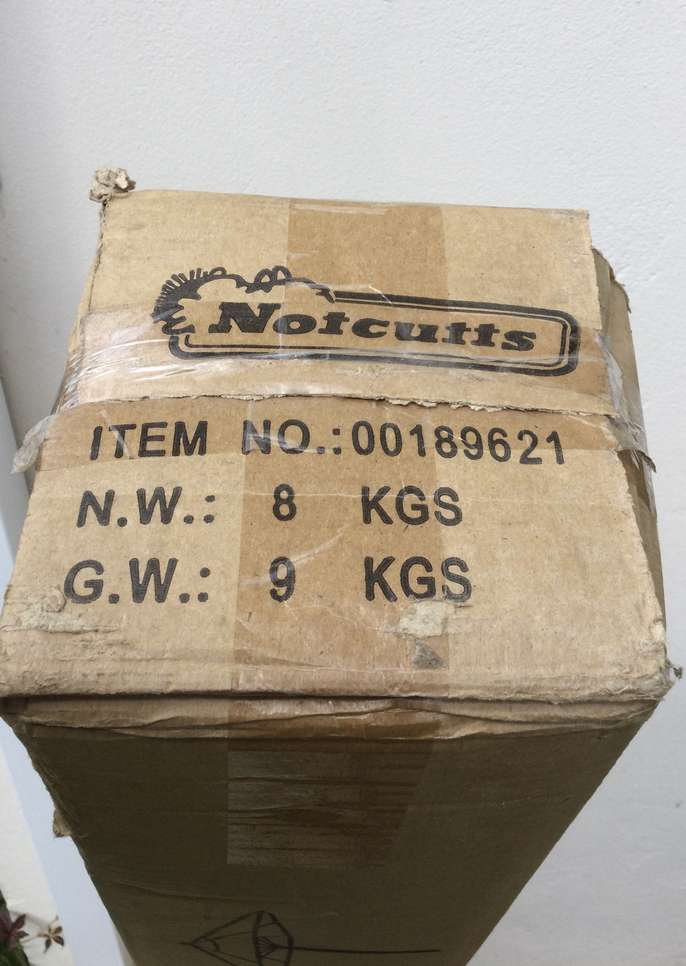 Notcutts
ITEM NO.:00189621
N.W.: 8 KGS
G.W.: 9 KGS